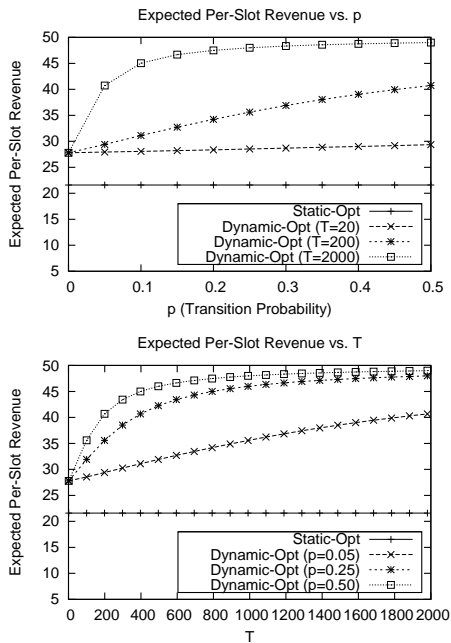 Expected Per-Slot Revenue vs. p
Expected Per-Slot Revenue
50
45
40
35
30
25
20
15
10
5
Static-Opt
Dynamic-Opt (T=20)
Dynamic-Opt (T=200)
Dynamic-Opt (T=2000)
0 0.1 0.2 0.3 0.4 0.5
p (Transition Probability)
Expected Per-Slot Revenue vs. T
Expected Per-Slot Revenue
50
45
40
35
30
25
20
15
10
5
Static-Opt
Dynamic-Opt (p=0.05)
Dynamic-Opt (p=0.25)
Dynamic-Opt (p=0.50)
0 200 400 600 800 1000 1200 1400 1600 1800 2000
T